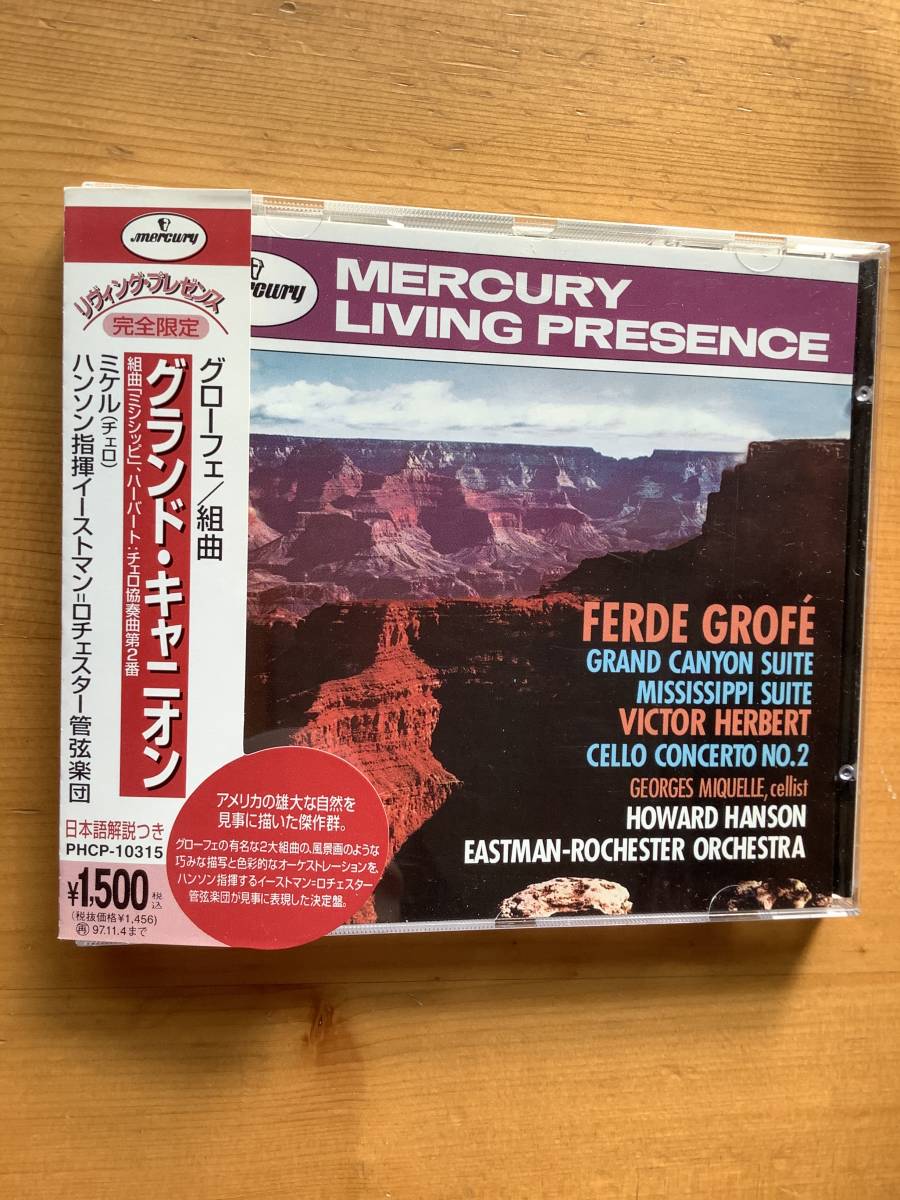 mercury
リヴィング・プレゼンス
完全限定
グローフェ/組曲
グランド・キャニオン
組曲「ミシシッピ」、ハーバート:チェロ協奏曲第2番
ミケル(チェロ)
ハンソン指揮イーストマン=ロチェスター管弦楽団
日本語解説つき
PHCP-10315
¥1,500 税込
(税抜価格¥1,456)
再 97.11.4まで
アメリカの雄大な自然を
見事に描いた傑作群。
グローフェの有名な2大組曲の、風景画のような
巧みな描写と色彩的なオーケストレーションを、
ハンソン指揮するイーストマン=ロチェスター
管弦楽団が見事に表現した決定盤。
rcury
MERCURY
LIVING PRESENCE
FERDE GROFÉ
GRAND CANYON SUITE
MISSISSIPPI SUITE
VICTOR HERBERT
CELLO CONCERTO NO.2
GEORGES MIQUELLE, cellist
HOWARD HANSON
EASTMAN-ROCHESTER ORCHESTRA